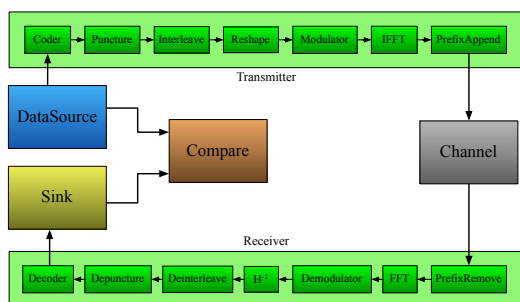 Coder Puncture Interleave Reshape Modulator IFFT PrefixAppend
Transmitter
DataSource
Compare
Channel
Sink
Receiver
Decoder Depuncture Deinterleave H⁻¹ Demodulator FFT PrefixRemove